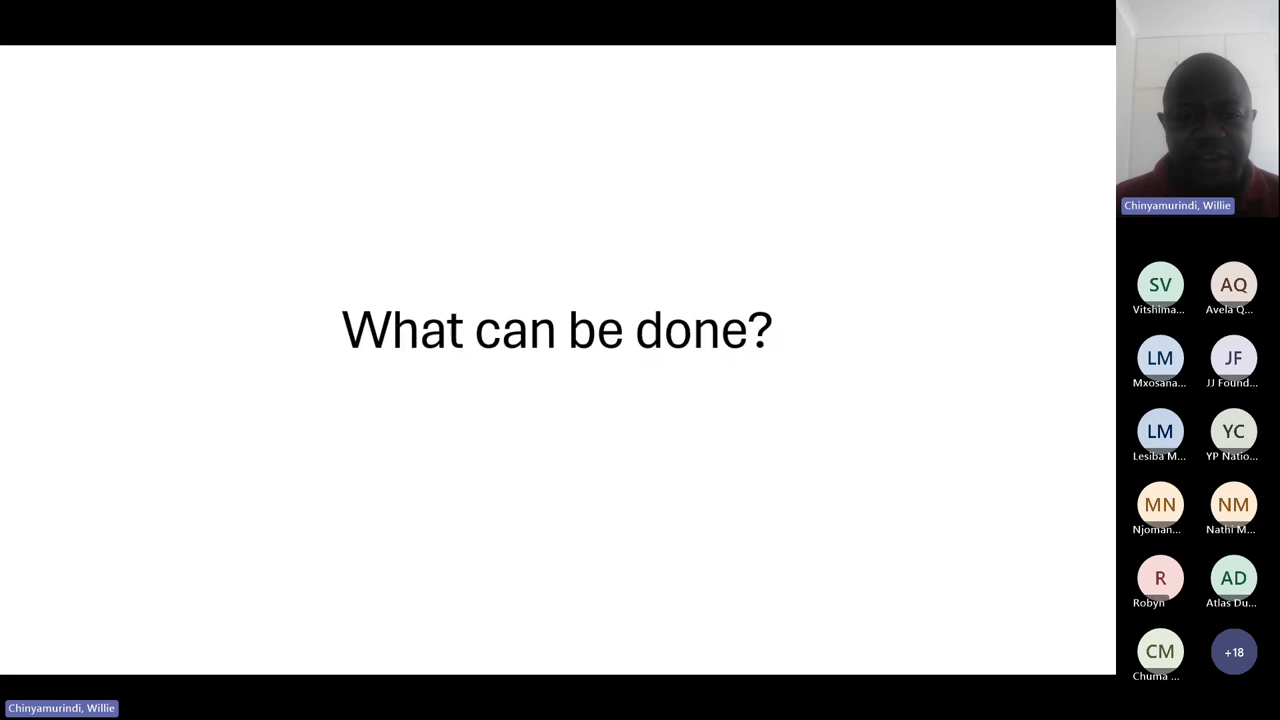 What can be done?
Chinyamurindi, Willie
SV
AQ
Vitshima...
Avela Q...
LM
JF
Mxosana...
JJ Found...
LM
YC
Lesiba M...
YP Natio...
MN
NM
Njoman...
Nathi M...
R
AD
Robyn
Atlas Du...
CM
+18
Chuma ...
Chinyamurindi, Willie